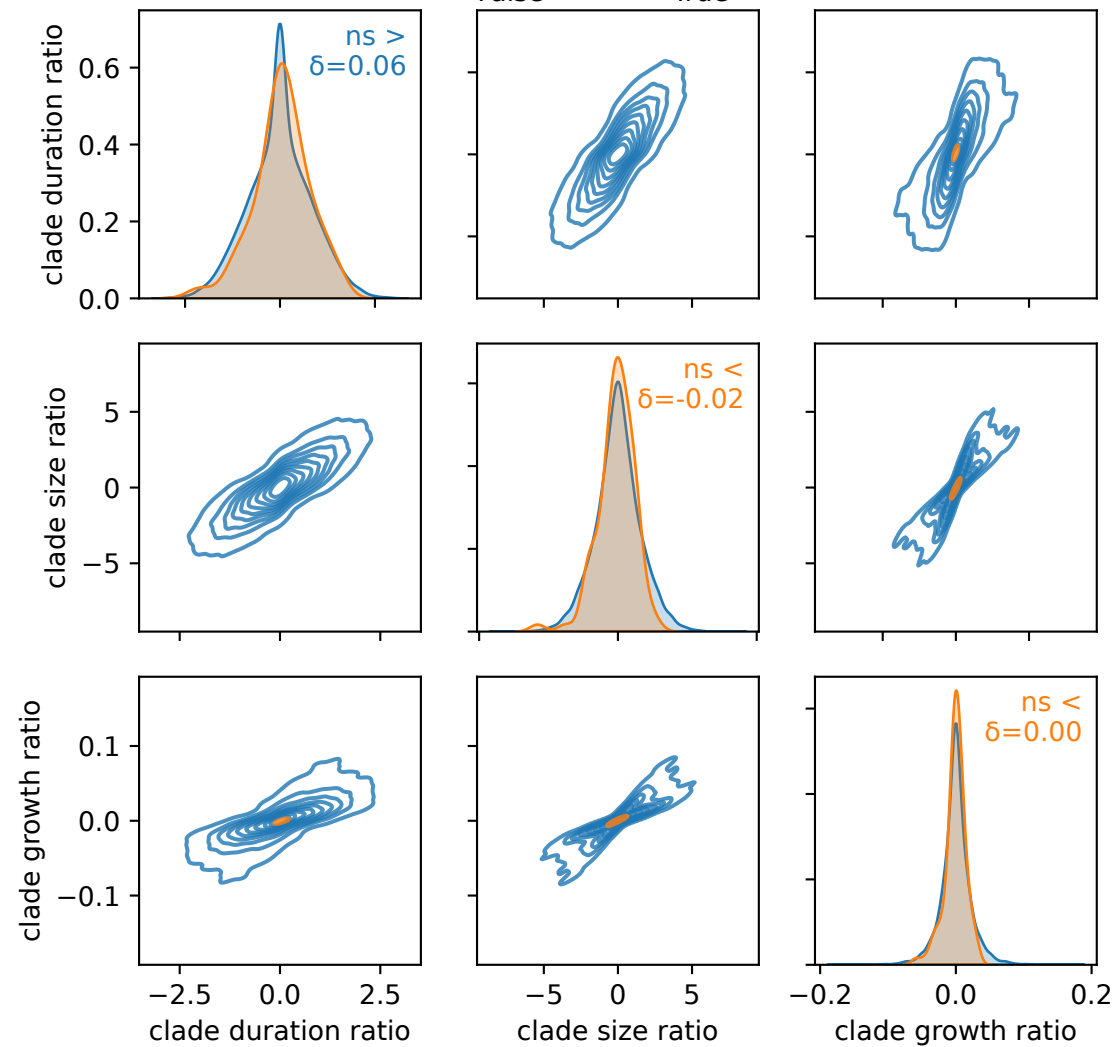 clade duration ratio
0.6
0.4
0.2
0.0
ns >
δ=0.06
clade size ratio
5
0
−5
ns <
δ=-0.02
clade growth ratio
0.1
0.0
−0.1
ns <
δ=0.00
−2.5 0.0 2.5
clade duration ratio
−5 0 5
clade size ratio
−0.2 0.0 0.2
clade growth ratio